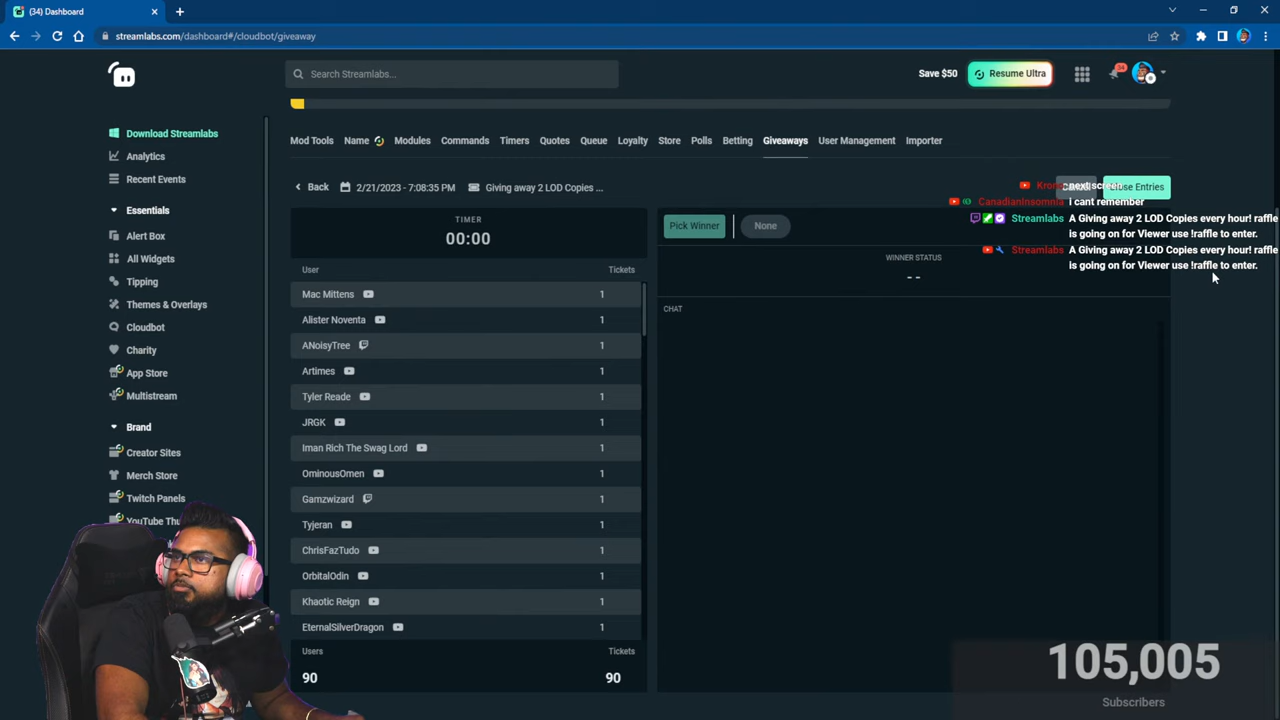 (34) Dashboard
streamlabs.com/dashboard#/cloudbot/giveaway
Search Streamlabs...
Save $50
Resume Ultra
34
Download Streamlabs
Analytics
Recent Events
Essentials
Alert Box
All Widgets
Tipping
Themes & Overlays
Cloudbot
Charity
App Store
Multistream
Brand
Creator Sites
Merch Store
Twitch Panels
YouTube Thu
Mod Tools Name Modules Commands Timers Quotes Queue Loyalty Store Polls Betting Giveaways User Management Importer
Back 2/21/2023 - 7:08:35 PM Giving away 2 LOD Copies ...
Entries
TIMER
00:00
User Tickets
Mac Mittens 1
Alister Noventa 1
ANoisyTree 1
Artimes 1
Tyler Reade 1
JRGK 1
Iman Rich The Swag Lord 1
OminousOmen 1
Gamzwizard 1
Tyjeran 1
ChrisFazTudo 1
OrbitalOdin 1
Khaotic Reign 1
EternalSilverDragon 1
Users Tickets
90 90
Pick Winner None
WINNER STATUS
- -
CHAT
next screen
CanadianInsomnia I cant remember
Streamlabs A Giving away 2 LOD Copies every hour! raffle
is going on for Viewer use !raffle to enter.
Streamlabs A Giving away 2 LOD Copies every hour! raffle
is going on for Viewer use !raffle to enter.
105,005
Subscribers